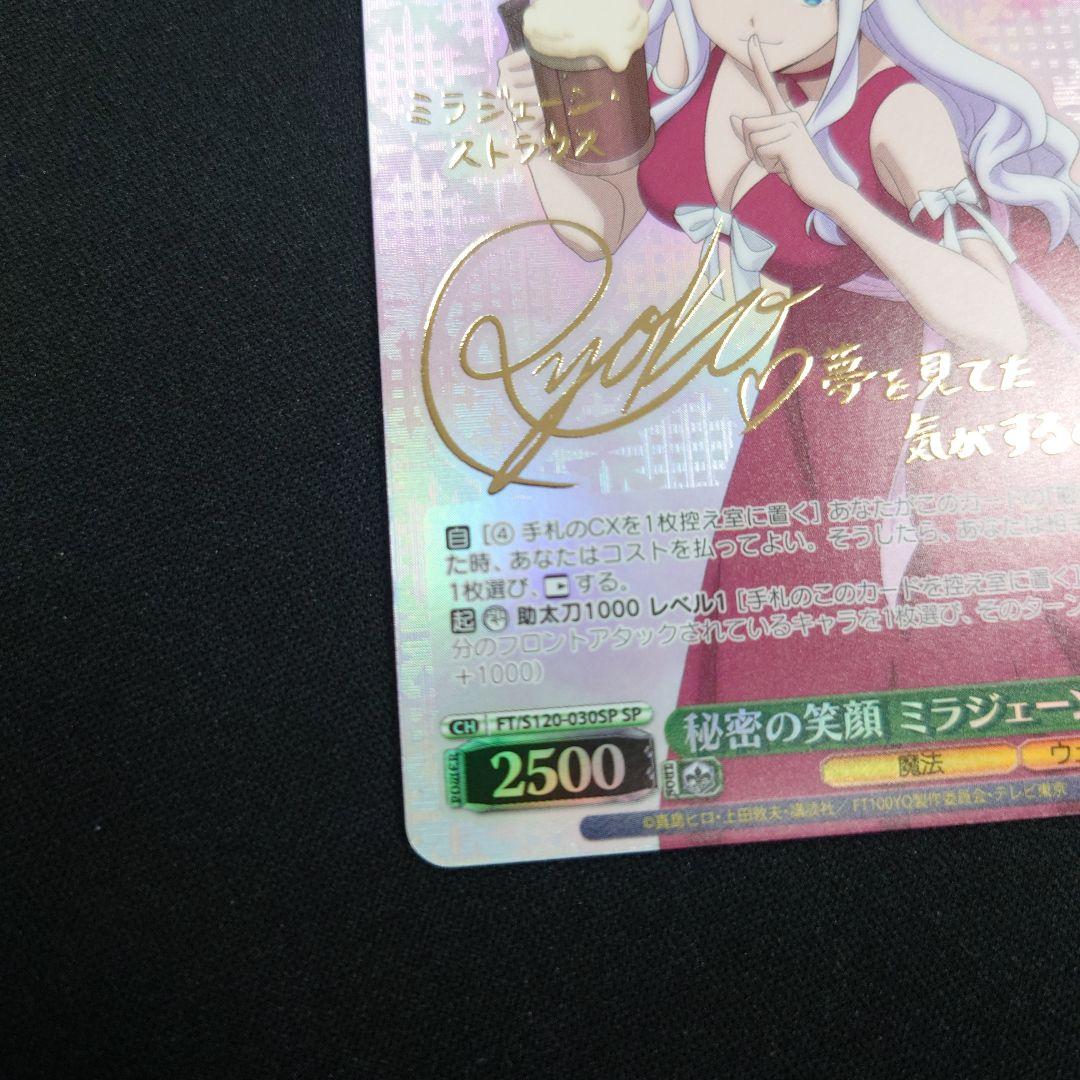 ミラジェーン・
ストラウス
Ryoko
夢を見てた
気がする
自 [④ 手札のCXを1枚控え室に置く] あなたがこのカードの「助
た時、あなたはコストを払ってよい。そうしたら、あなたは相
1枚選び、する。
起 助太刀1000 レベル1 [手札のこのカードを控え室に置く]
分のフロントアタックされているキャラを1枚選び、そのターン
+1000)
CH FT/S120-030SP SP
POWER 2500 SOUL
秘密の笑顔 ミラジェーン
魔法 ウェ
©真島ヒロ・上田敦夫・講談社／FT100YQ製作委員会・テレビ東京